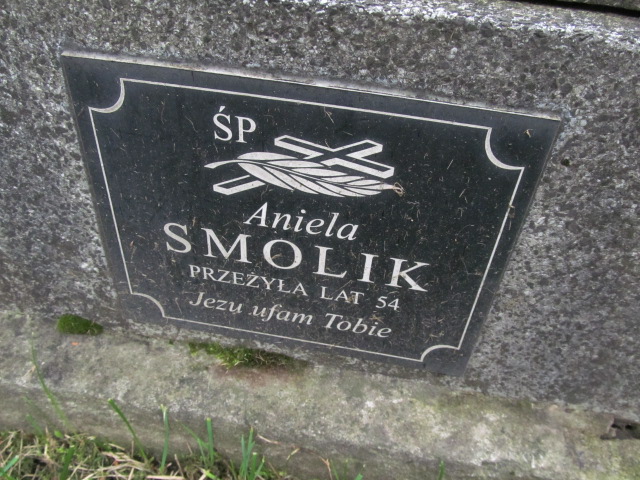 ŚP
Aniela
SMOLIK
PRZEŻYŁA LAT 54
Jezu ufam Tobie